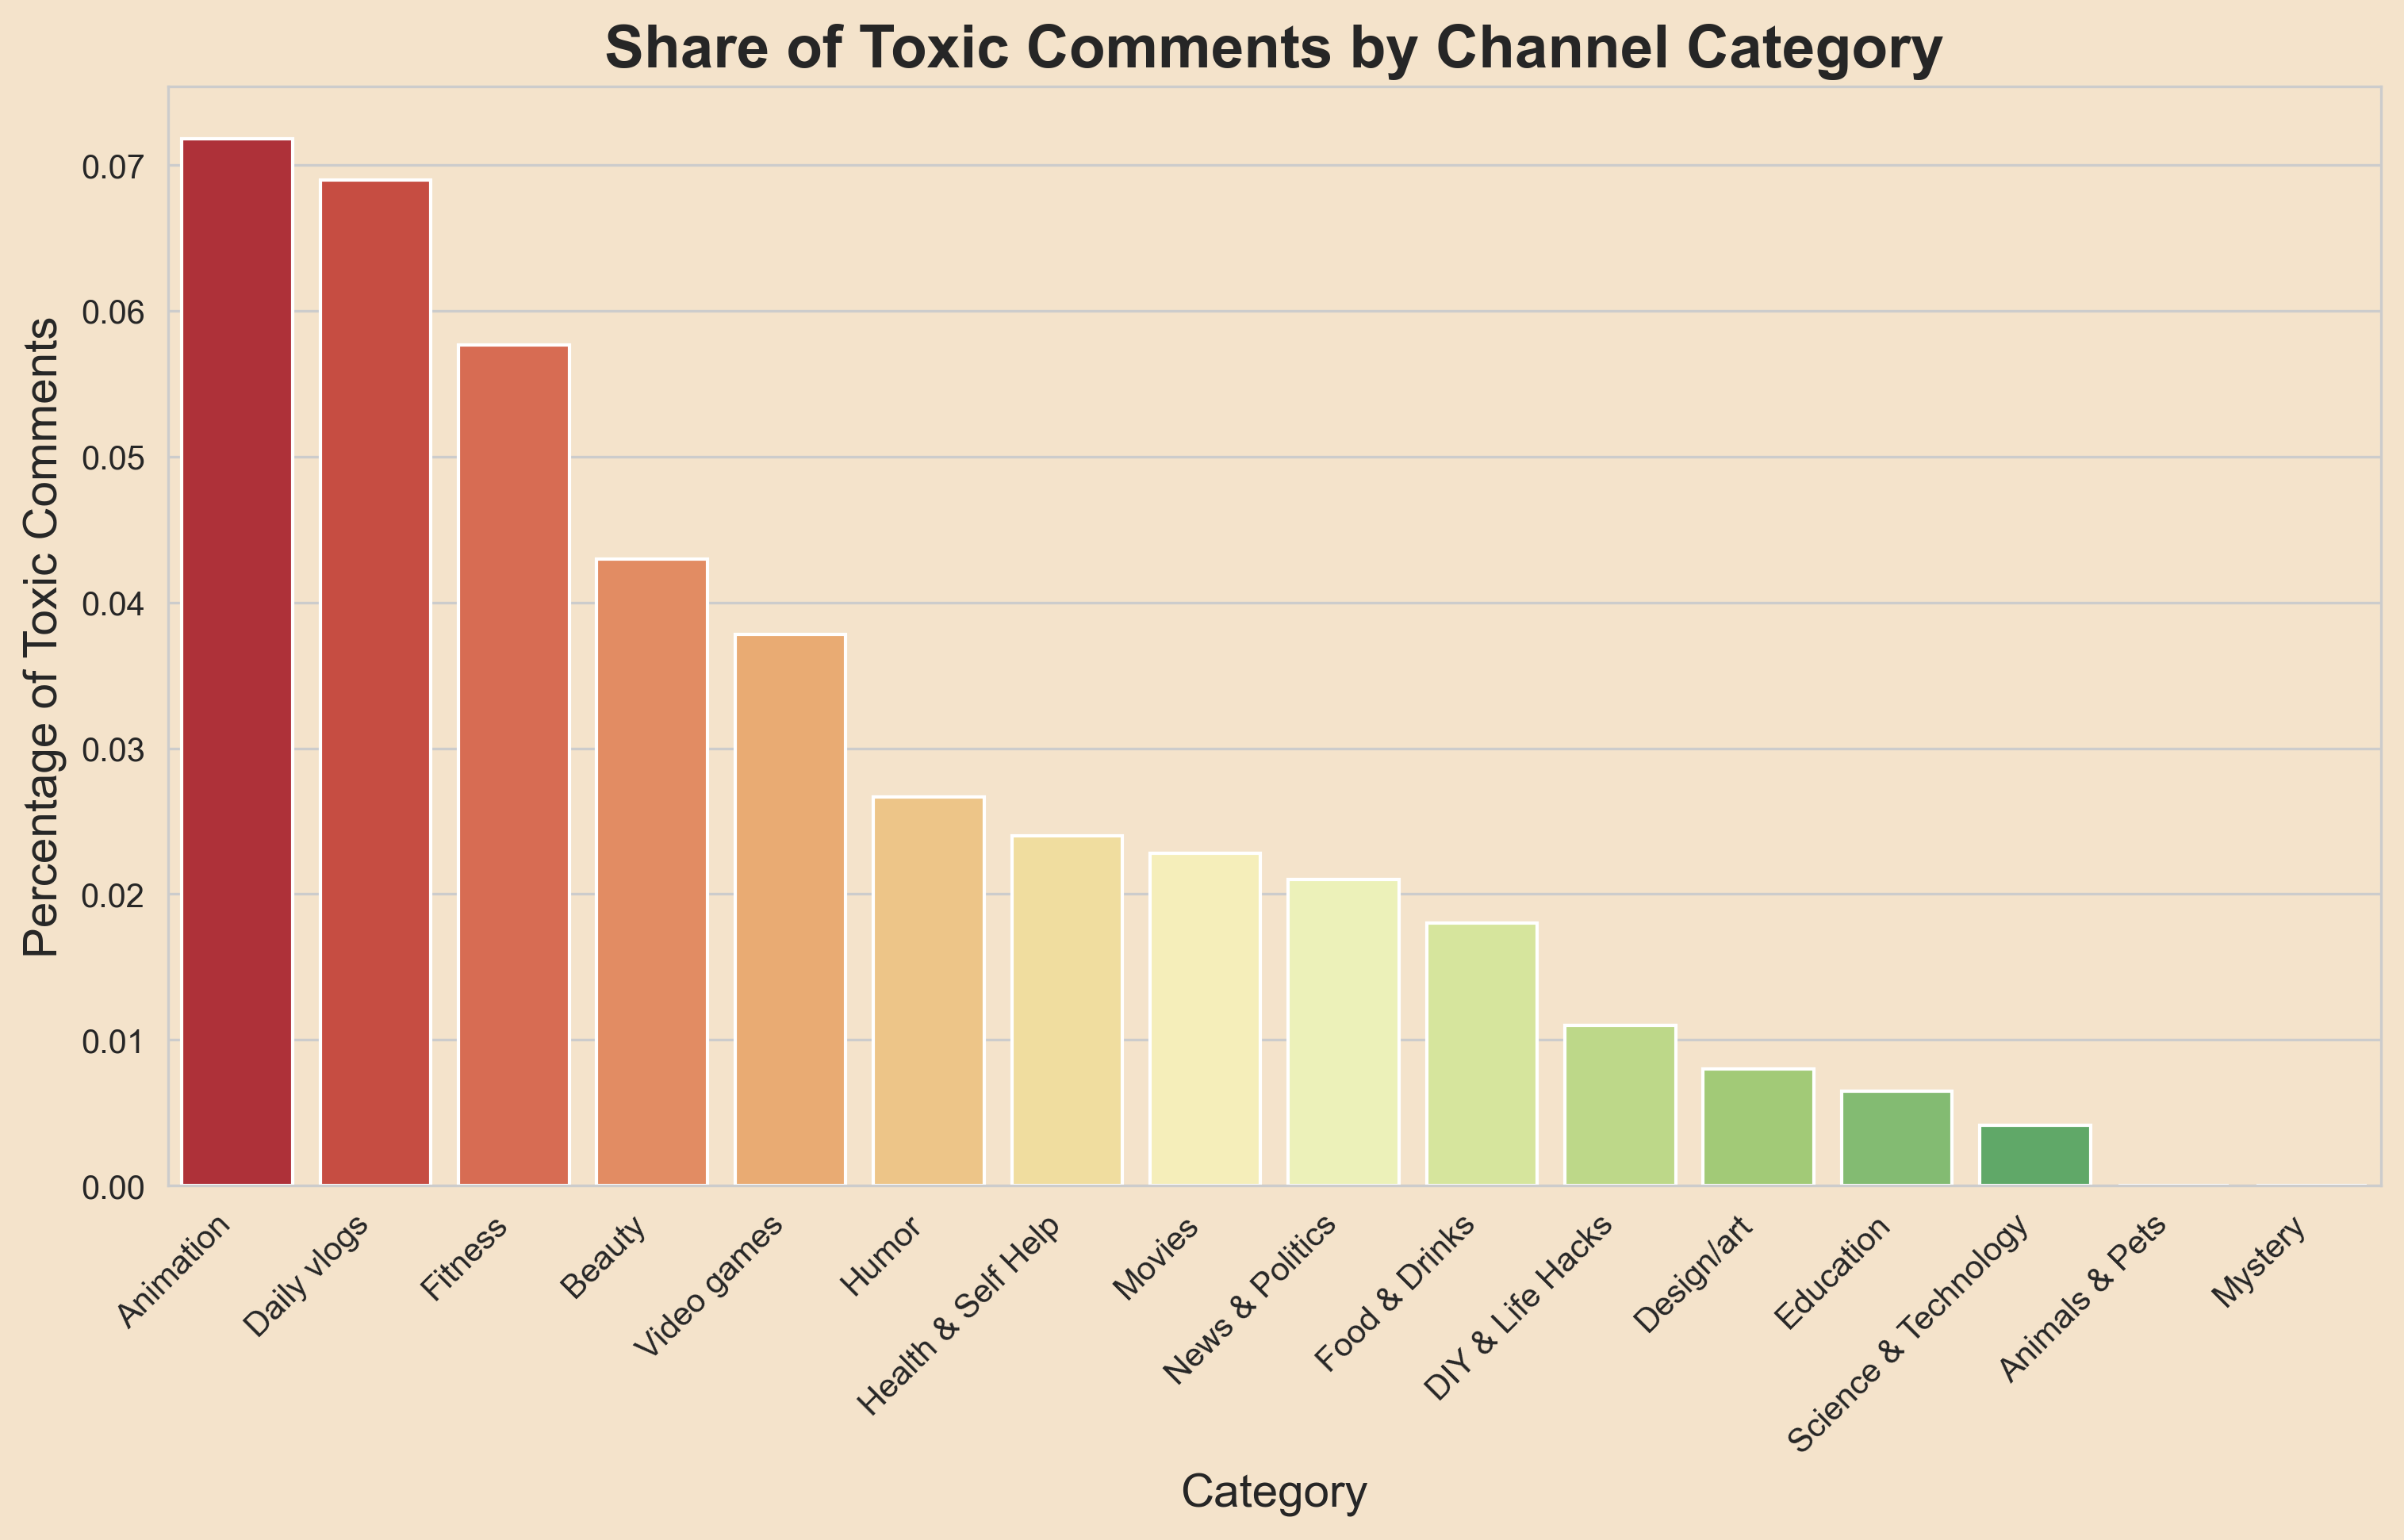 Share of Toxic Comments by Channel Category
Percentage of Toxic Comments
0.07
0.06
0.05
0.04
0.03
0.02
0.01
0.00
Animation
Daily vlogs
Fitness
Beauty
Video games
Humor
Health & Self Help
Movies
News & Politics
Food & Drinks
DIY & Life Hacks
Design/art
Education
Science & Technology
Animals & Pets
Mystery
Category